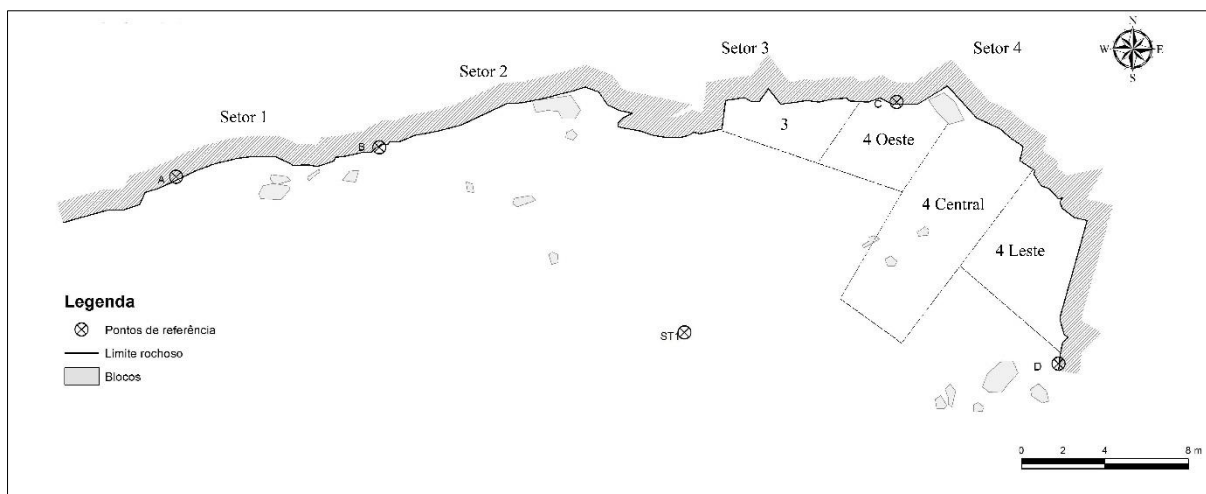 Setor 3
Setor 4
N
W
E
S
Setor 2
Setor 1
C
3
4 Oeste
B
A
4 Central
4 Leste
Legenda
Pontos de referência
Limite rochoso
Blocos
ST1
D
0 2 4 8 m